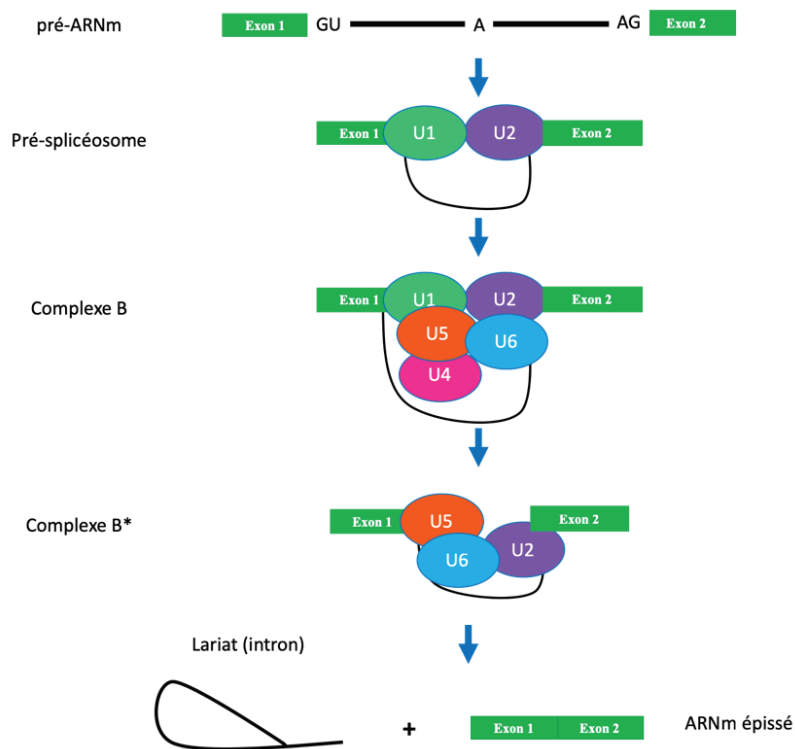 pré-ARNm
Exon 1 GU A AG Exon 2
Pré-splicéosome
Exon 1 U1 U2 Exon 2
Complexe B
Exon 1 U1 U2 Exon 2
U5 U6
U4
Complexe B*
Exon 1 U5 Exon 2
U6 U2
Lariat (intron)
+ Exon 1 Exon 2 ARNm épissé